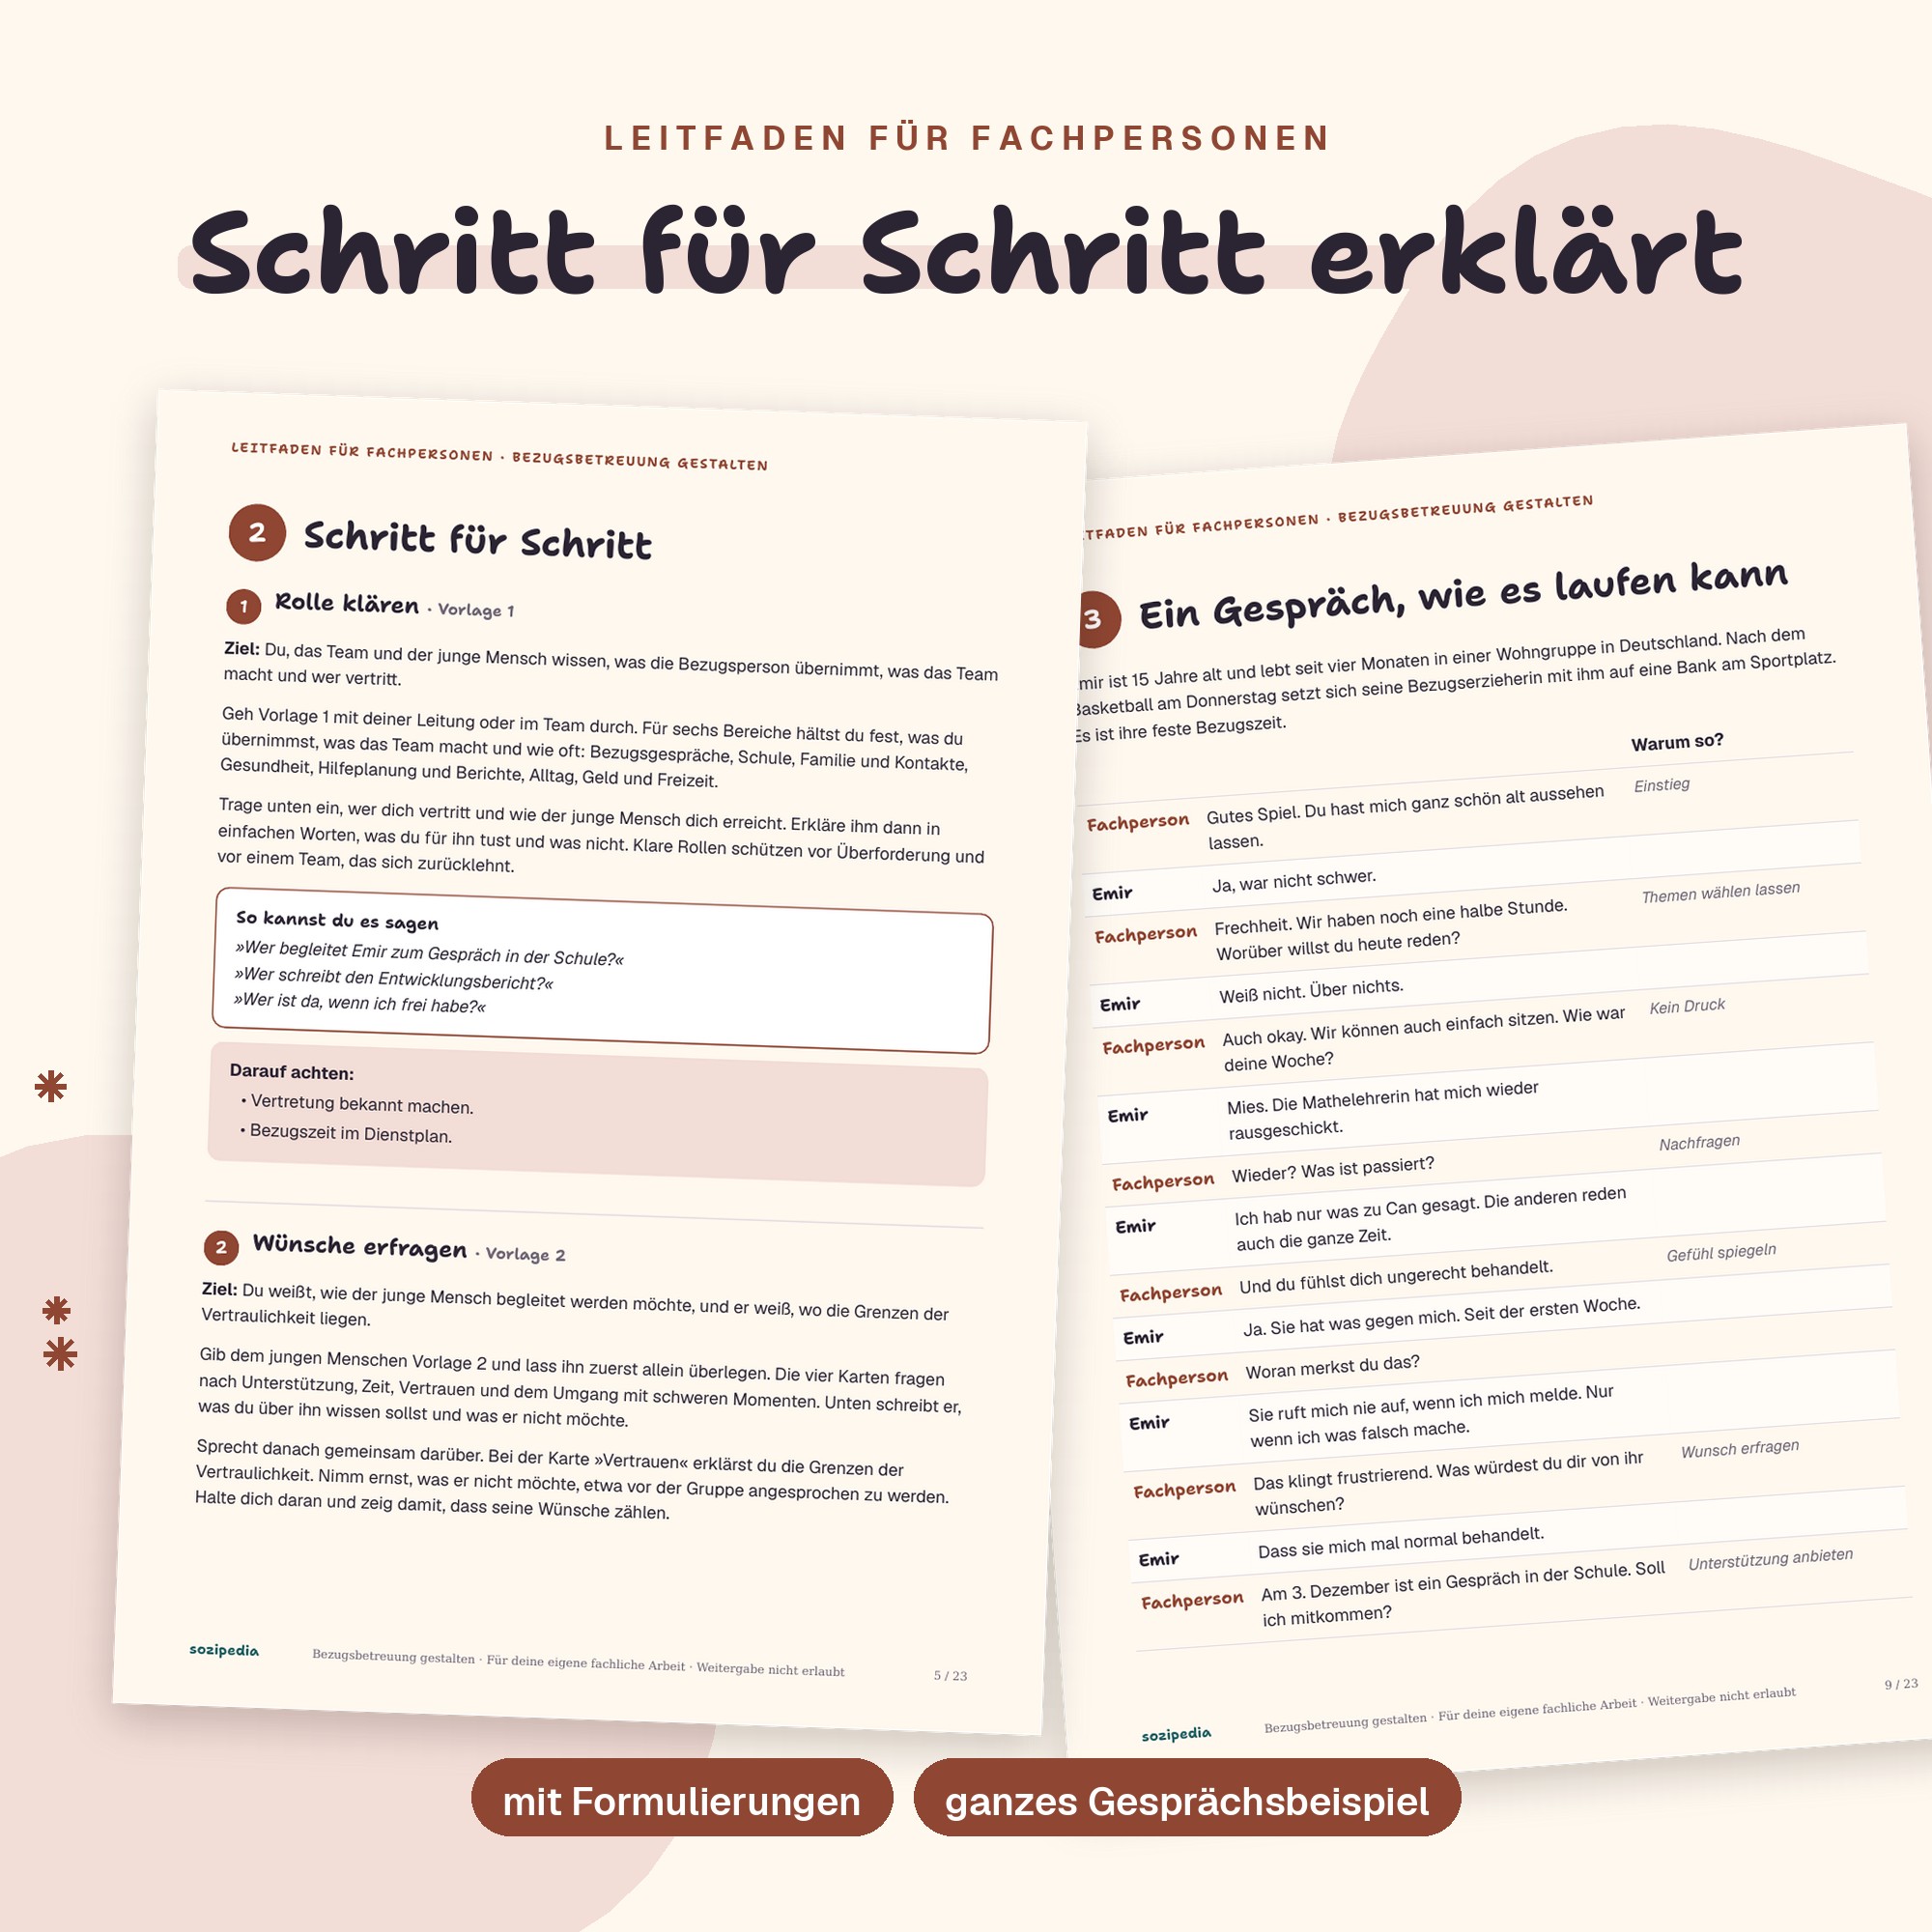 LEITFADEN FÜR FACHPERSONEN
Schritt für Schritt erklärt
LEITFADEN FÜR FACHPERSONEN · BEZUGSBETREUUNG GESTALTEN
2 Schritt für Schritt
1 Rolle klären · Vorlage 1
Ziel: Du, das Team und der junge Mensch wissen, was die Bezugsperson übernimmt, was das Team
macht und wer vertritt.
Geh Vorlage 1 mit deiner Leitung oder im Team durch. Für sechs Bereiche hältst du fest, was du
übernimmst, was das Team macht und wie oft: Bezugsgespräche, Schule, Familie und Kontakte,
Gesundheit, Hilfeplanung und Berichte, Alltag, Geld und Freizeit.
Trage unten ein, wer dich vertritt und wie der junge Mensch dich erreicht. Erkläre ihm dann in
einfachen Worten, was du für ihn tust und was nicht. Klare Rollen schützen vor Überforderung und
vor einem Team, das sich zurücklehnt.
So kannst du es sagen
»Wer begleitet Emir zum Gespräch in der Schule?«
»Wer schreibt den Entwicklungsbericht?«
»Wer ist da, wenn ich frei habe?«
Darauf achten:
• Vertretung bekannt machen.
• Bezugszeit im Dienstplan.
2 Wünsche erfragen · Vorlage 2
Ziel: Du weißt, wie der junge Mensch begleitet werden möchte, und er weiß, wo die Grenzen der
Vertraulichkeit liegen.
Gib dem jungen Menschen Vorlage 2 und lass ihn zuerst allein überlegen. Die vier Karten fragen
nach Unterstützung, Zeit, Vertrauen und dem Umgang mit schweren Momenten. Unten schreibt er,
was du über ihn wissen sollst und was er nicht möchte.
Sprecht danach gemeinsam darüber. Bei der Karte »Vertrauen« erklärst du die Grenzen der
Vertraulichkeit. Nimm ernst, was er nicht möchte, etwa vor der Gruppe angesprochen zu werden.
Halte dich daran und zeig damit, dass seine Wünsche zählen.
sozipedia Bezugsbetreuung gestalten · Für deine eigene fachliche Arbeit · Weitergabe nicht erlaubt 5 / 23
TFADEN FÜR FACHPERSONEN · BEZUGSBETREUUNG GESTALTEN
3 Ein Gespräch, wie es laufen kann
mir ist 15 Jahre alt und lebt seit vier Monaten in einer Wohngruppe in Deutschland. Nach dem
Basketball am Donnerstag setzt sich seine Bezugserzieherin mit ihm auf eine Bank am Sportplatz.
Es ist ihre feste Bezugszeit.
Warum so?
Fachperson Gutes Spiel. Du hast mich ganz schön alt aussehen Einstieg
lassen.
Emir Ja, war nicht schwer.
Fachperson Frechheit. Wir haben noch eine halbe Stunde. Themen wählen lassen
Worüber willst du heute reden?
Emir Weiß nicht. Über nichts.
Fachperson Auch okay. Wir können auch einfach sitzen. Wie war Kein Druck
deine Woche?
Emir Mies. Die Mathelehrerin hat mich wieder
rausgeschickt.
Fachperson Wieder? Was ist passiert? Nachfragen
Emir Ich hab nur was zu Can gesagt. Die anderen reden
auch die ganze Zeit.
Fachperson Und du fühlst dich ungerecht behandelt. Gefühl spiegeln
Emir Ja. Sie hat was gegen mich. Seit der ersten Woche.
Fachperson Woran merkst du das?
Emir Sie ruft mich nie auf, wenn ich mich melde. Nur
wenn ich was falsch mache.
Fachperson Das klingt frustrierend. Was würdest du dir von ihr Wunsch erfragen
wünschen?
Emir Dass sie mich mal normal behandelt.
Fachperson Am 3. Dezember ist ein Gespräch in der Schule. Soll Unterstützung anbieten
ich mitkommen?
sozipedia Bezugsbetreuung gestalten · Für deine eigene fachliche Arbeit · Weitergabe nicht erlaubt 9 / 23
mit Formulierungen
ganzes Gesprächsbeispiel